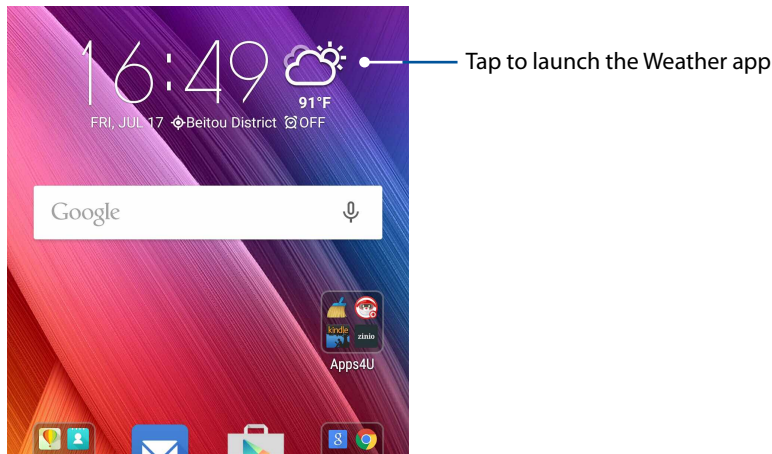 16:49
Tap to launch the Weather app
91°F
FRI, JUL 17 Beitou District OFF
Google
kindle zinio
Apps4U
8